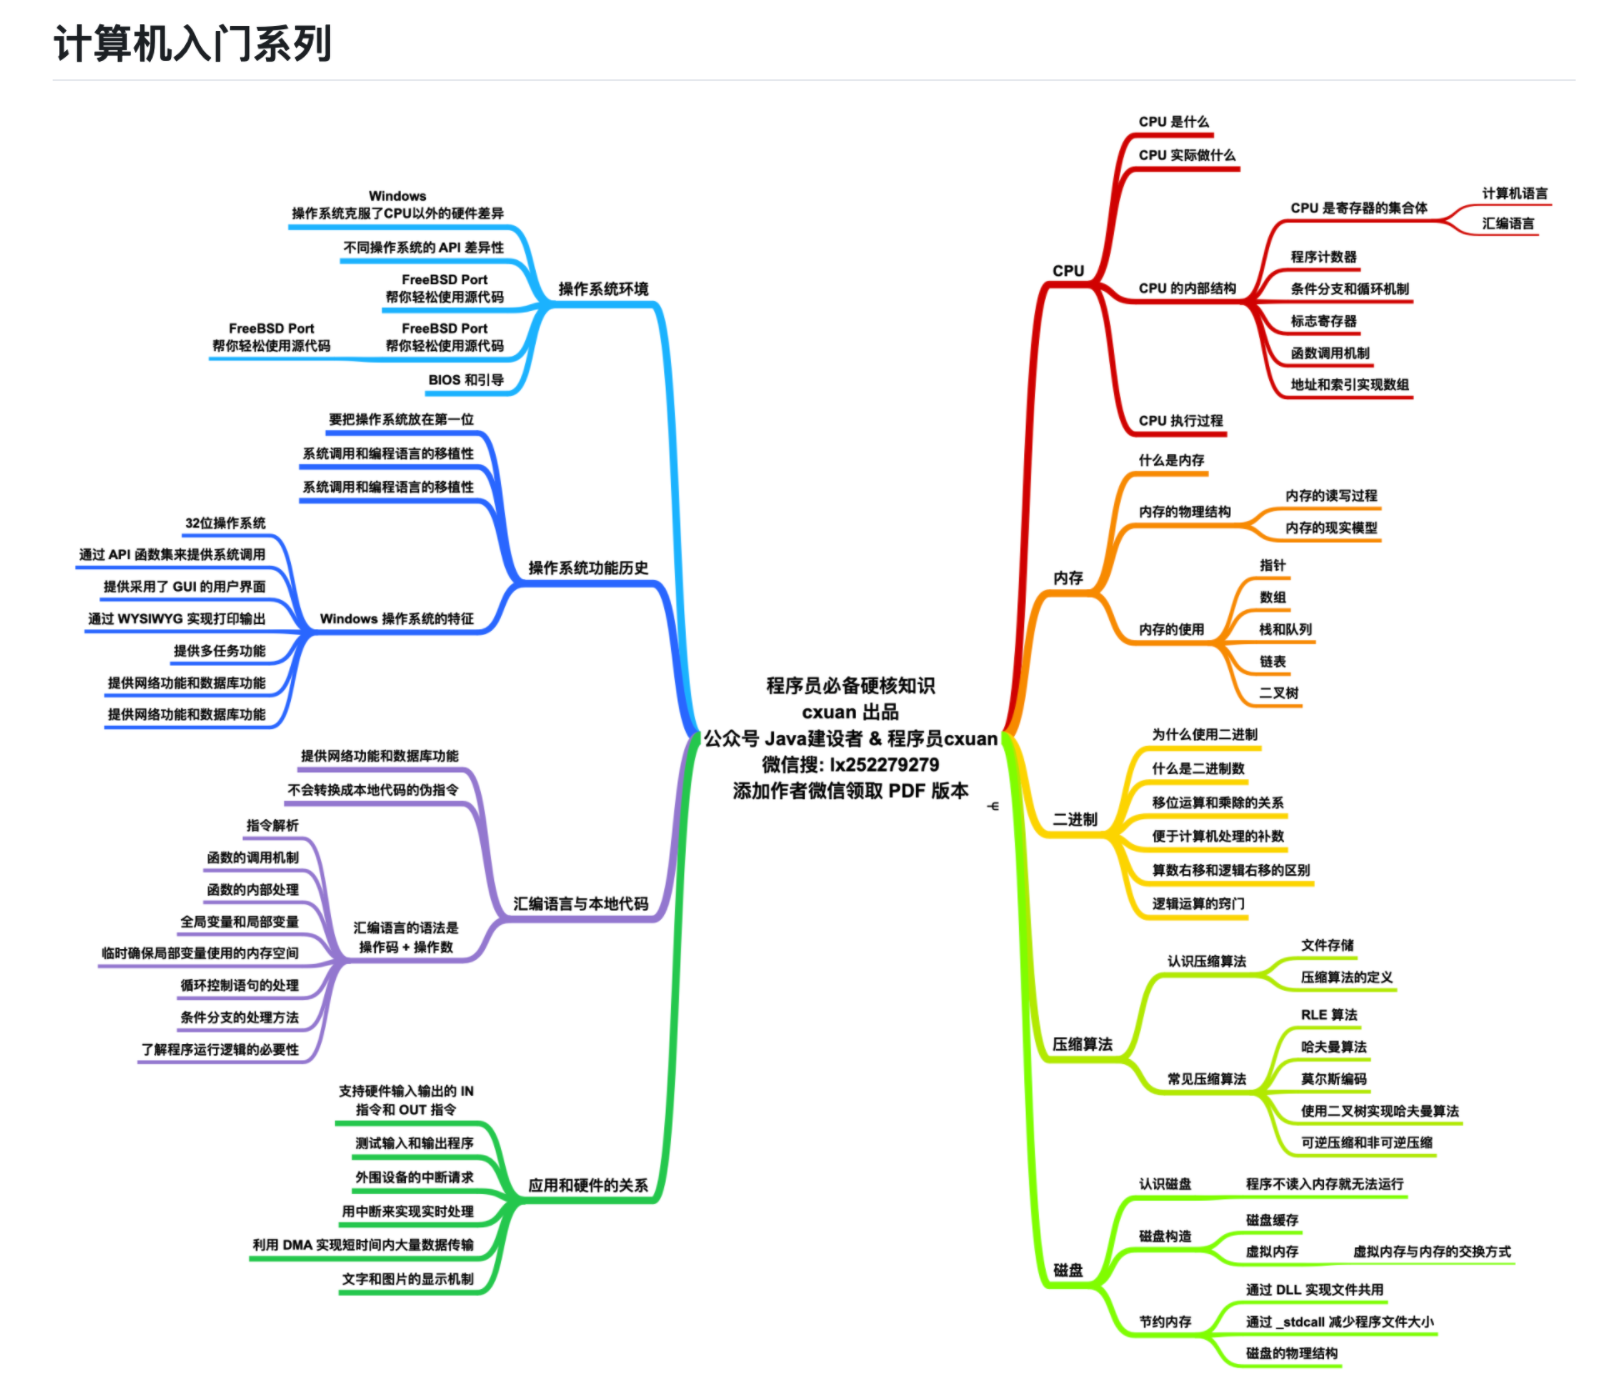 计算机入门系列
Windows
操作系统克服了CPU以外的硬件差异
不同操作系统的 API 差异性
FreeBSD Port
帮你轻松使用源代码
FreeBSD Port
帮你轻松使用源代码
FreeBSD Port
帮你轻松使用源代码
BIOS 和引导
操作系统环境
要把操作系统放在第一位
系统调用和编程语言的移植性
系统调用和编程语言的移植性
32位操作系统
通过 API 函数集来提供系统调用
提供采用了 GUI 的用户界面
通过 WYSIWYG 实现打印输出
提供多任务功能
提供网络功能和数据库功能
提供网络功能和数据库功能
Windows 操作系统的特征
操作系统功能历史
提供网络功能和数据库功能
不会转换成本地代码的伪指令
指令解析
函数的调用机制
函数的内部处理
全局变量和局部变量
临时确保局部变量使用的内存空间
循环控制语句的处理
条件分支的处理方法
了解程序运行逻辑的必要性
汇编语言的语法是
操作码 + 操作数
汇编语言与本地代码
支持硬件输入输出的 IN
指令和 OUT 指令
测试输入和输出程序
外围设备的中断请求
用中断来实现实时处理
利用 DMA 实现短时间内大量数据传输
文字和图片的显示机制
应用和硬件的关系
程序员必备硬核知识
cxuan 出品
公众号 Java建设者 & 程序员cxuan
微信搜: lx252279279
添加作者微信领取 PDF 版本
CPU
CPU 是什么
CPU 实际做什么
CPU 的内部结构
CPU 是寄存器的集合体
计算机语言
汇编语言
程序计数器
条件分支和循环机制
标志寄存器
函数调用机制
地址和索引实现数组
CPU 执行过程
内存
什么是内存
内存的物理结构
内存的读写过程
内存的现实模型
内存的使用
指针
数组
栈和队列
链表
二叉树
二进制
为什么使用二进制
什么是二进制数
移位运算和乘除的关系
便于计算机处理的补数
算数右移和逻辑右移的区别
逻辑运算的窍门
压缩算法
认识压缩算法
文件存储
压缩算法的定义
常见压缩算法
RLE 算法
哈夫曼算法
莫尔斯编码
使用二叉树实现哈夫曼算法
可逆压缩和非可逆压缩
磁盘
认识磁盘
程序不读入内存就无法运行
磁盘构造
磁盘缓存
虚拟内存
虚拟内存与内存的交换方式
节约内存
通过 DLL 实现文件共用
通过 _stdcall 减少程序文件大小
磁盘的物理结构